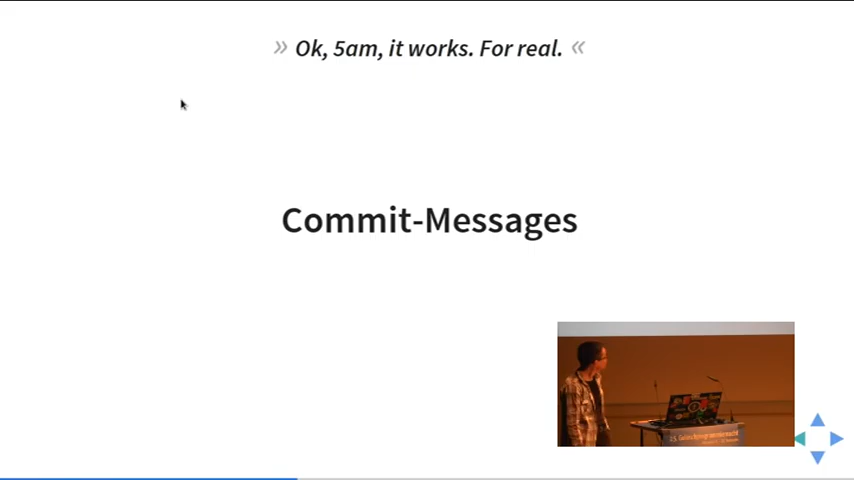 » Ok, 5am, it works. For real. «
Commit-Messages